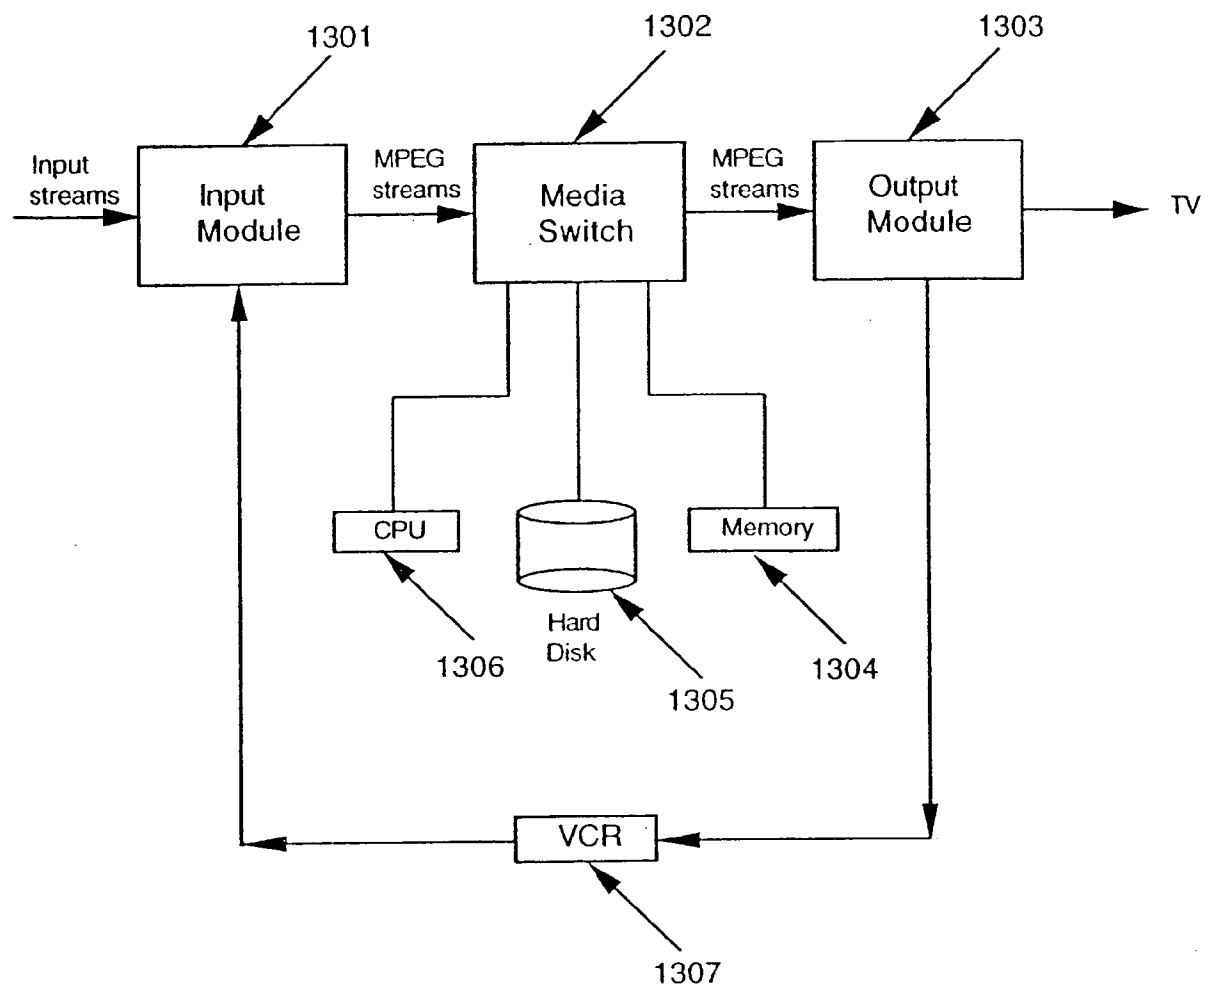 1301
1302
1303
Input
streams
Input
Module
MPEG
streams
Media
Switch
MPEG
streams
Output
Module
TV
CPU
Memory
Hard
Disk
1306
1305
1304
VCR
1307